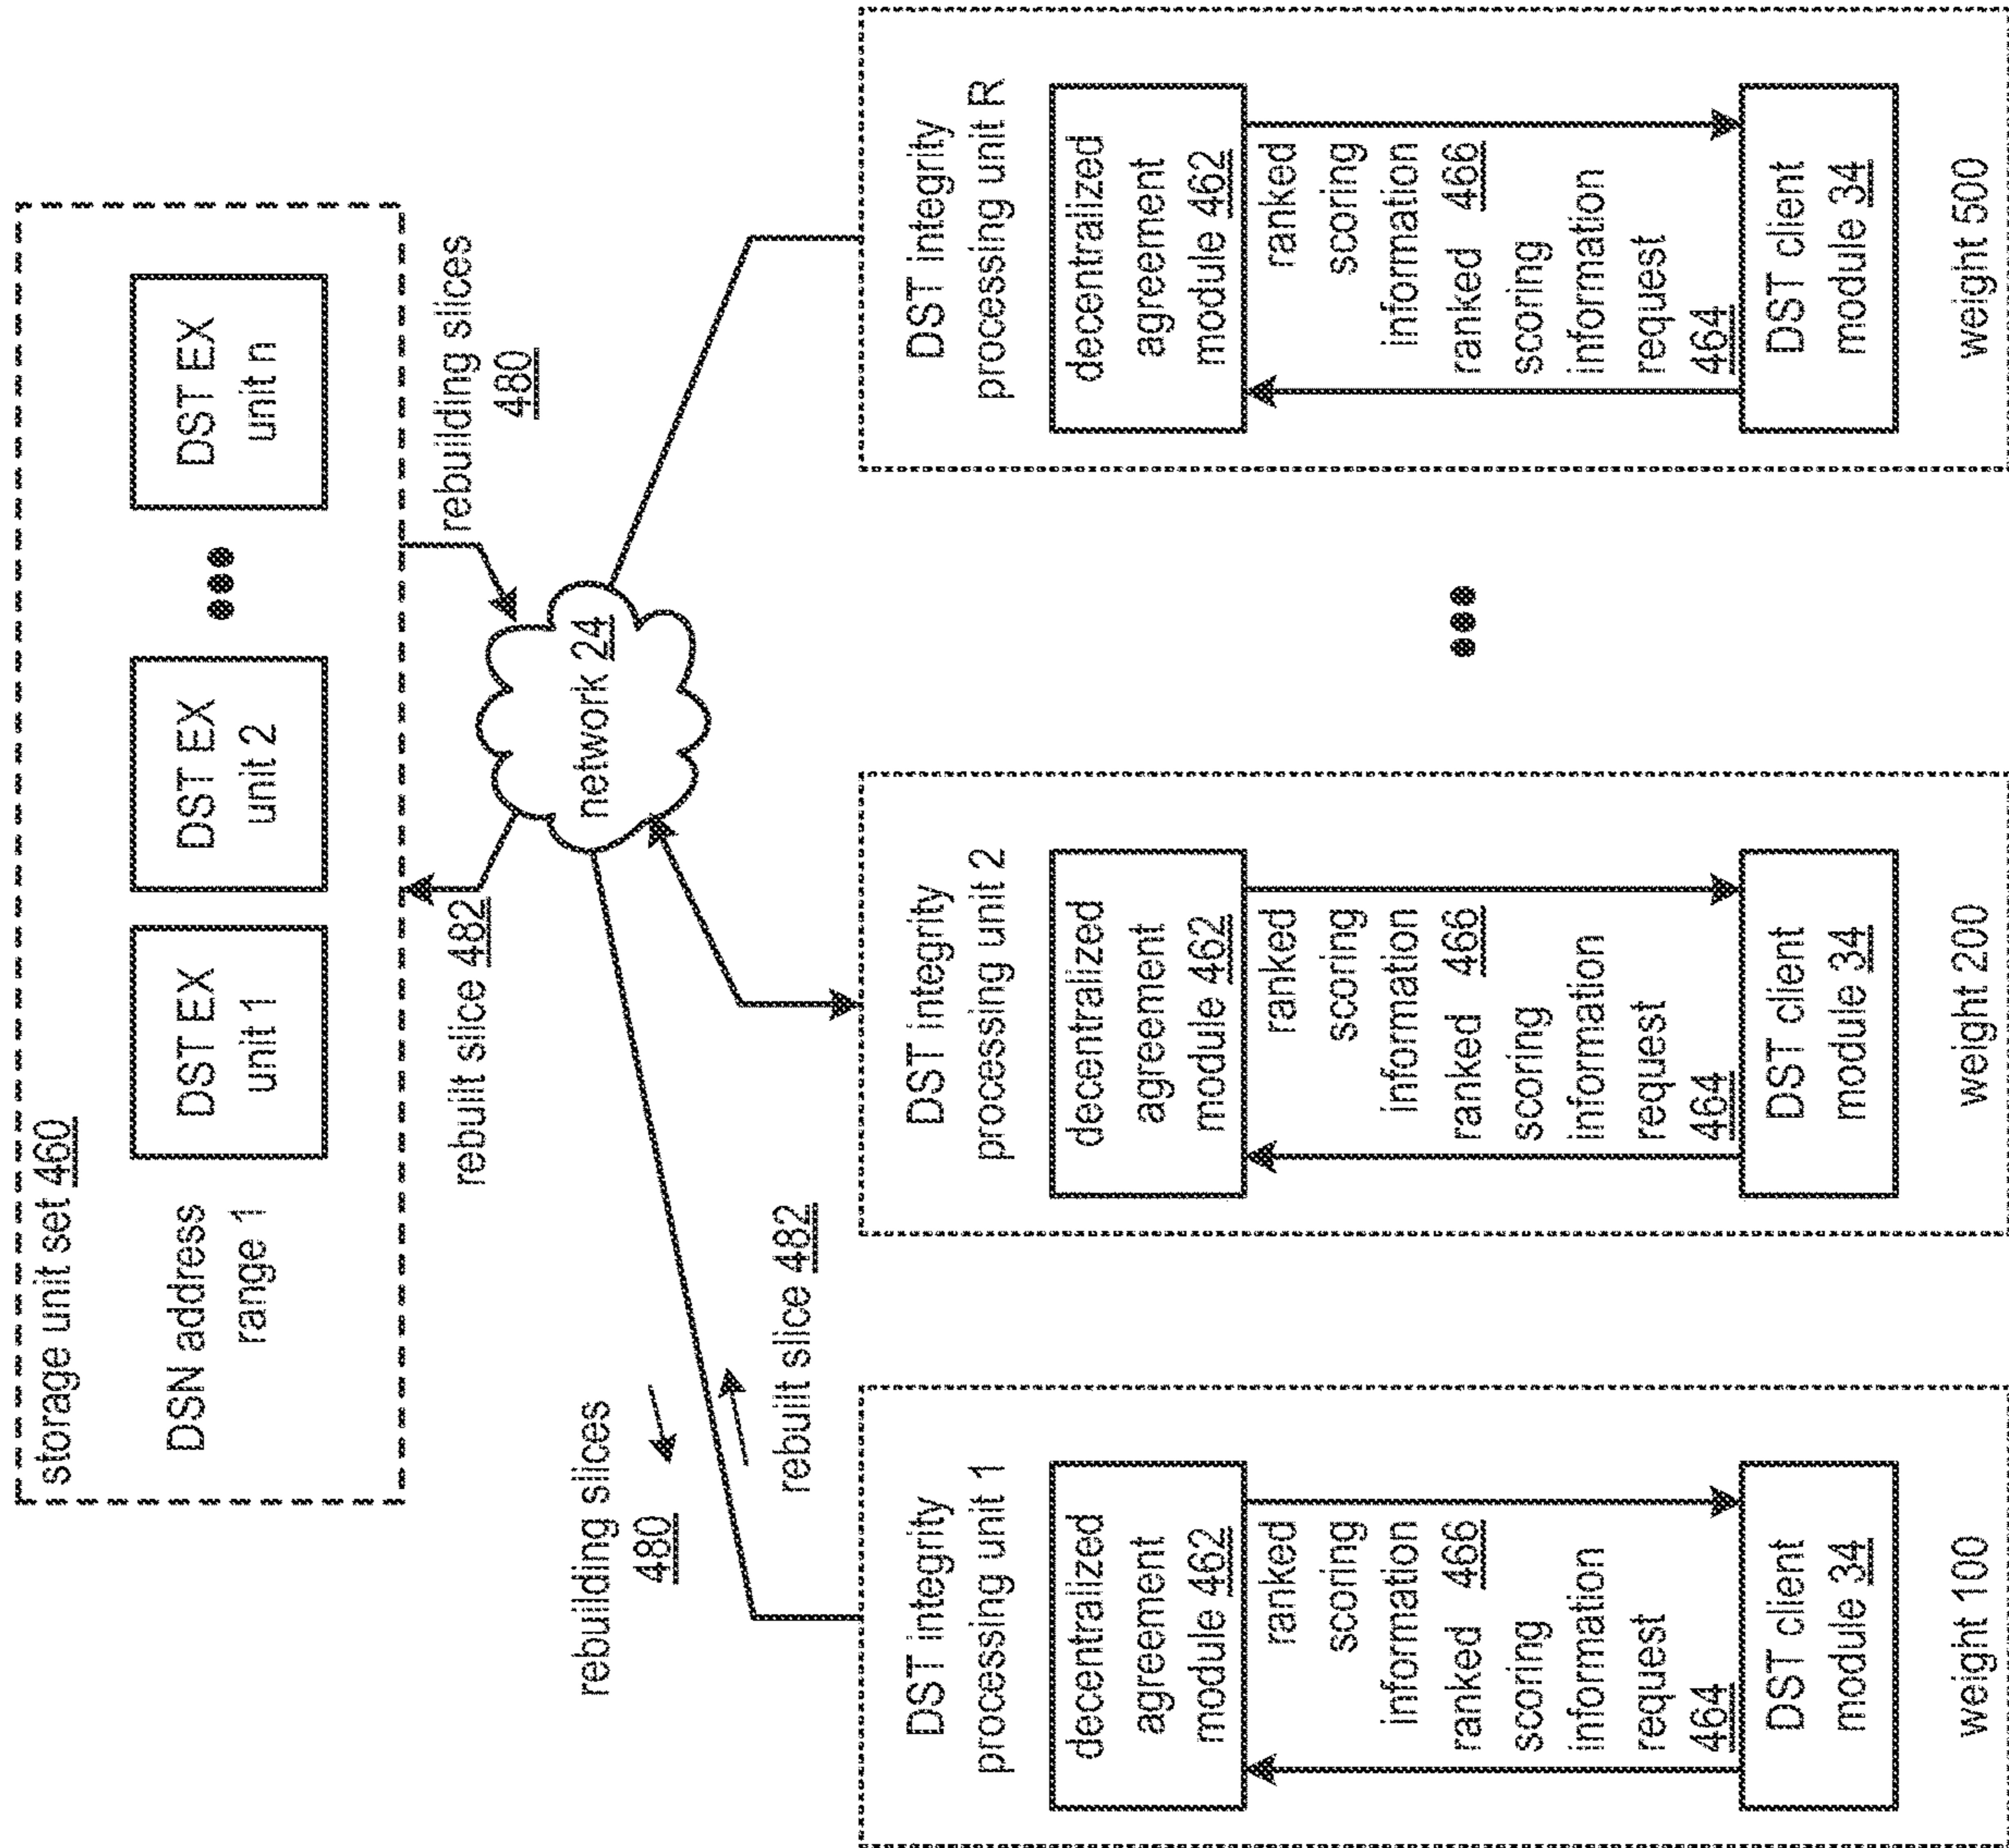 storage unit set 460
DSN address
range 1
DST EX
unit 1
DST EX
unit 2
DST EX
unit n
rebuilt slice 482
rebuilding slices
480
network 24
rebuilding slices
480
rebuilt slice 482
DST integrity
processing unit 1
decentralized
agreement
module 462
ranked
scoring
information
466
ranked
scoring
information
request
464
DST client
module 34
weight 100
DST integrity
processing unit 2
decentralized
agreement
module 462
ranked
scoring
information
466
ranked
scoring
information
request
464
DST client
module 34
weight 200
DST integrity
processing unit R
decentralized
agreement
module 462
ranked
scoring
information
466
ranked
scoring
information
request
464
DST client
module 34
weight 500